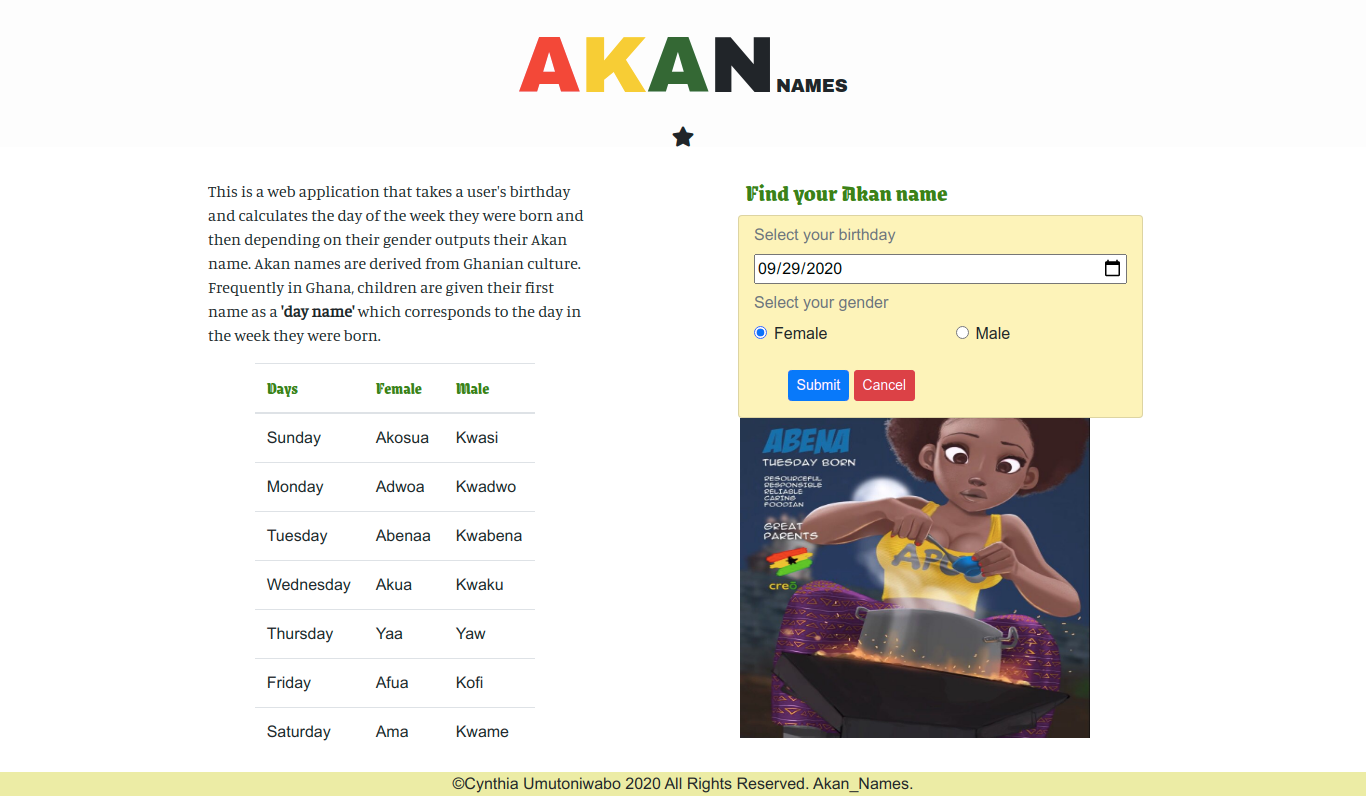 AKAN NAMES
This is a web application that takes a user's birthday
and calculates the day of the week they were born and
then depending on their gender outputs their Akan
name. Akan names are derived from Ghanian culture.
Frequently in Ghana, children are given their first
name as a 'day name' which corresponds to the day in
the week they were born.
Days Female Male
Sunday Akosua Kwasi
Monday Adwoa Kwadwo
Tuesday Abenaa Kwabena
Wednesday Akua Kwaku
Thursday Yaa Yaw
Friday Afua Kofi
Saturday Ama Kwame
Find your Akan name
Select your birthday
09/29/2020
Select your gender
Female Male
Submit Cancel
ABENA
TUESDAY BORN
RESOURCEFUL
RESPONSIBLE
RELIABLE
CARING
FOODIAN
GREAT
PARENTS
creō
©Cynthia Umutoniwabo 2020 All Rights Reserved. Akan_Names.